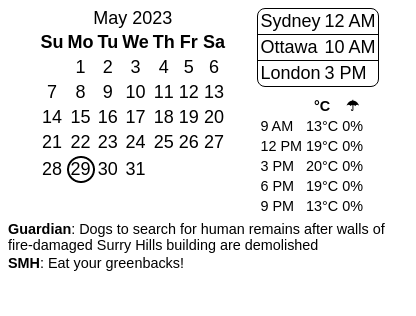 May 2023
Su Mo Tu We Th Fr Sa
1 2 3 4 5 6
7 8 9 10 11 12 13
14 15 16 17 18 19 20
21 22 23 24 25 26 27
28 29 30 31
Sydney 12 AM
Ottawa 10 AM
London 3 PM
°C ☂
9 AM 13°C 0%
12 PM 19°C 0%
3 PM 20°C 0%
6 PM 19°C 0%
9 PM 13°C 0%
Guardian: Dogs to search for human remains after walls of
fire-damaged Surry Hills building are demolished
SMH: Eat your greenbacks!